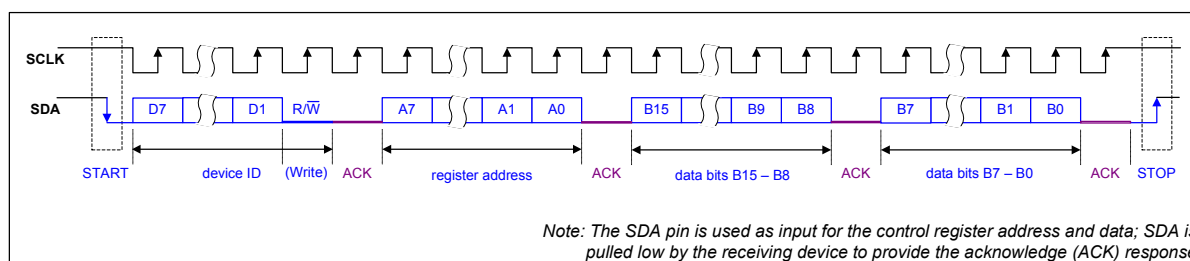 SCLK
SDA D7 D1 R/W̅ A7 A1 A0 B15 B9 B8 B7 B1 B0
START device ID (Write) ACK register address ACK data bits B15 – B8 ACK data bits B7 – B0 ACK STOP
Note: The SDA pin is used as input for the control register address and data; SDA is
pulled low by the receiving device to provide the acknowledge (ACK) response